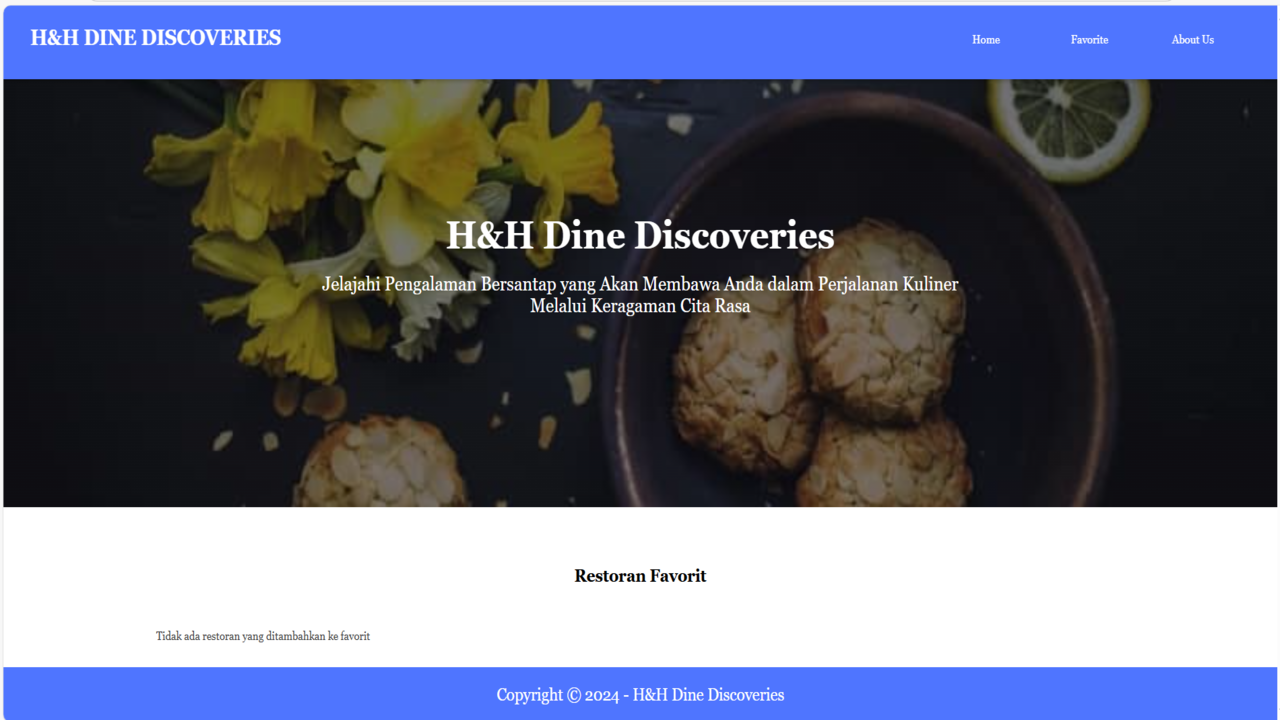 H&H DINE DISCOVERIES
Home
Favorite
About Us
H&H Dine Discoveries
Jelajahi Pengalaman Bersantap yang Akan Membawa Anda dalam Perjalanan Kuliner
Melalui Keragaman Cita Rasa
Restoran Favorit
Tidak ada restoran yang ditambahkan ke favorit
Copyright © 2024 - H&H Dine Discoveries